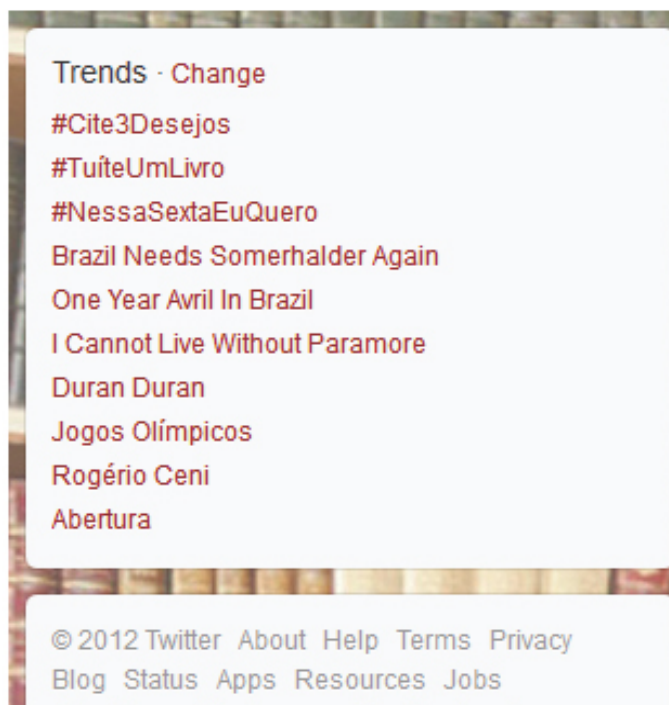 Trends · Change
#Cite3Desejos
#TuíteUmLivro
#NessaSextaEuQuero
Brazil Needs Somerhalder Again
One Year Avril In Brazil
I Cannot Live Without Paramore
Duran Duran
Jogos Olímpicos
Rogério Ceni
Abertura
© 2012 Twitter About Help Terms Privacy
Blog Status Apps Resources Jobs